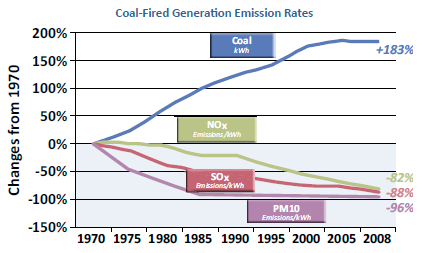 Coal-Fired Generation Emission Rates
Changes from 1970
200%
150%
100%
50%
0%
-50%
-100%
-150%
Coal
kWh
+183%
NOx
Emissions/kWh
-82%
SOx
Emissions/kWh
-88%
PM10
Emissions/kWh
-96%
1970 1975 1980 1985 1990 1995 2000 2005 2008